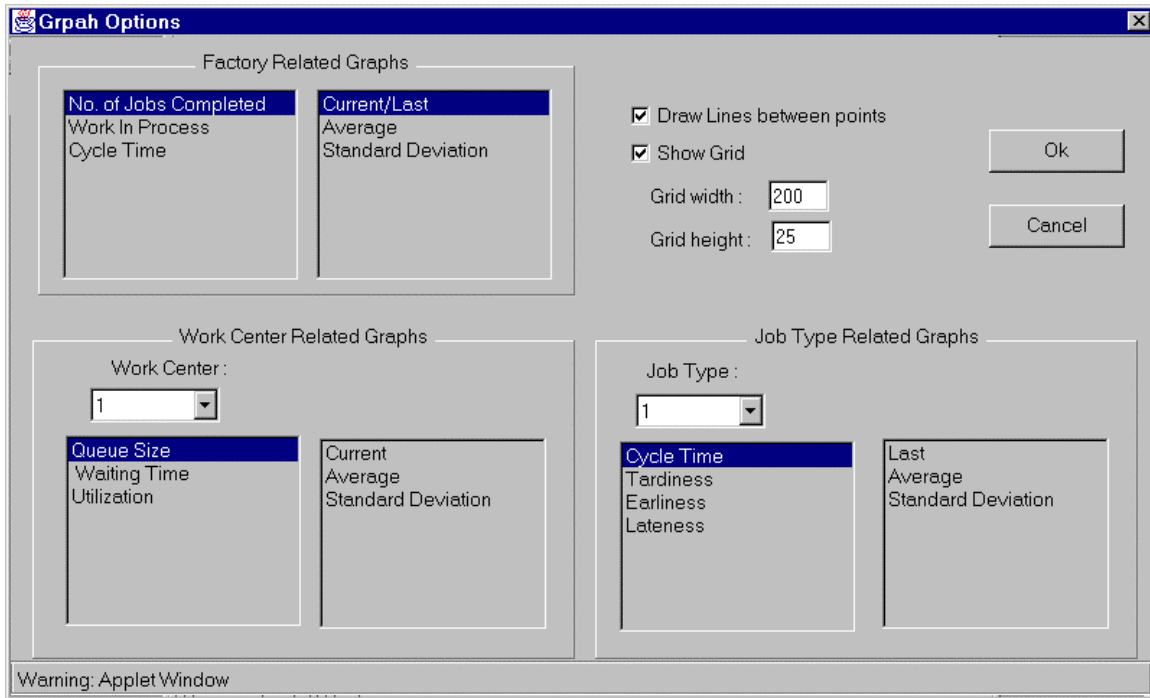 Grpah Options
Factory Related Graphs
No. of Jobs Completed
Work In Process
Cycle Time
Current/Last
Average
Standard Deviation
Draw Lines between points
Show Grid
Grid width : 200
Grid height : 25
Ok
Cancel
Work Center Related Graphs
Work Center :
1
Queue Size
Waiting Time
Utilization
Current
Average
Standard Deviation
Job Type Related Graphs
Job Type :
1
Cycle Time
Tardiness
Earliness
Lateness
Last
Average
Standard Deviation
Warning: Applet Window